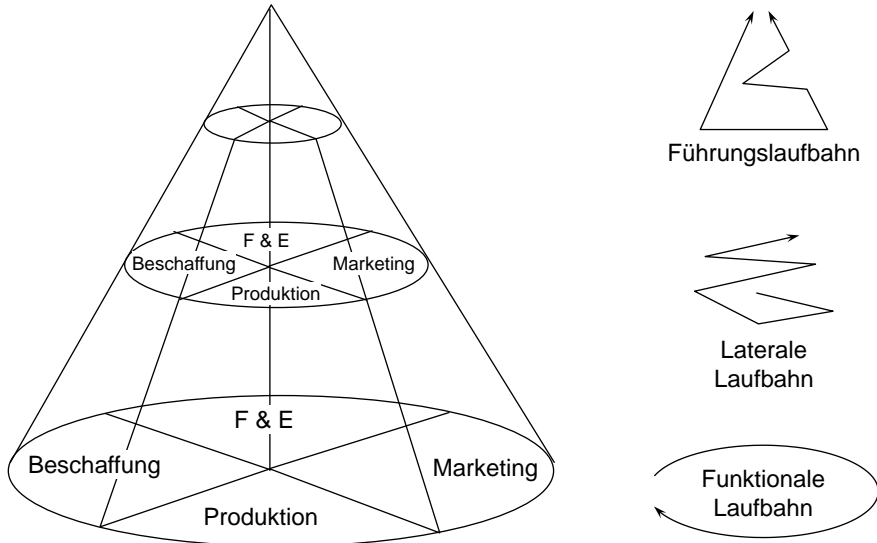 F & E
Beschaffung
Marketing
Produktion
F & E
Beschaffung
Marketing
Produktion
Führungslaufbahn
Laterale
Laufbahn
Funktionale
Laufbahn